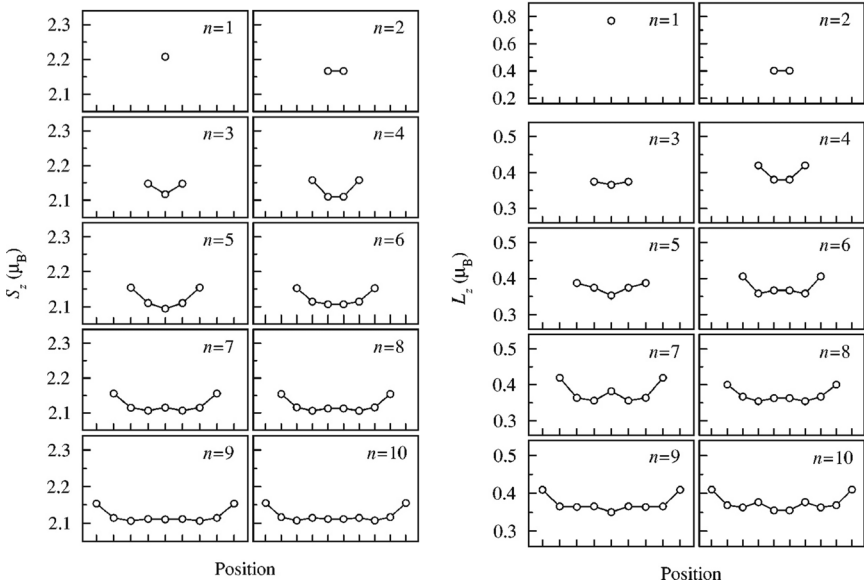 2.3
2.2
2.1
n=1
n=2
2.3
2.2
2.1
n=3
n=4
2.3
2.2
2.1
n=5
n=6
2.3
2.2
2.1
n=7
n=8
2.3
2.2
2.1
n=9
n=10
S_z (μ_B)
Position
0.8
0.6
0.4
0.2
n=1
n=2
0.5
0.4
0.3
n=3
n=4
0.5
0.4
0.3
n=5
n=6
0.5
0.4
0.3
n=7
n=8
0.5
0.4
0.3
n=9
n=10
L_z (μ_B)
Position